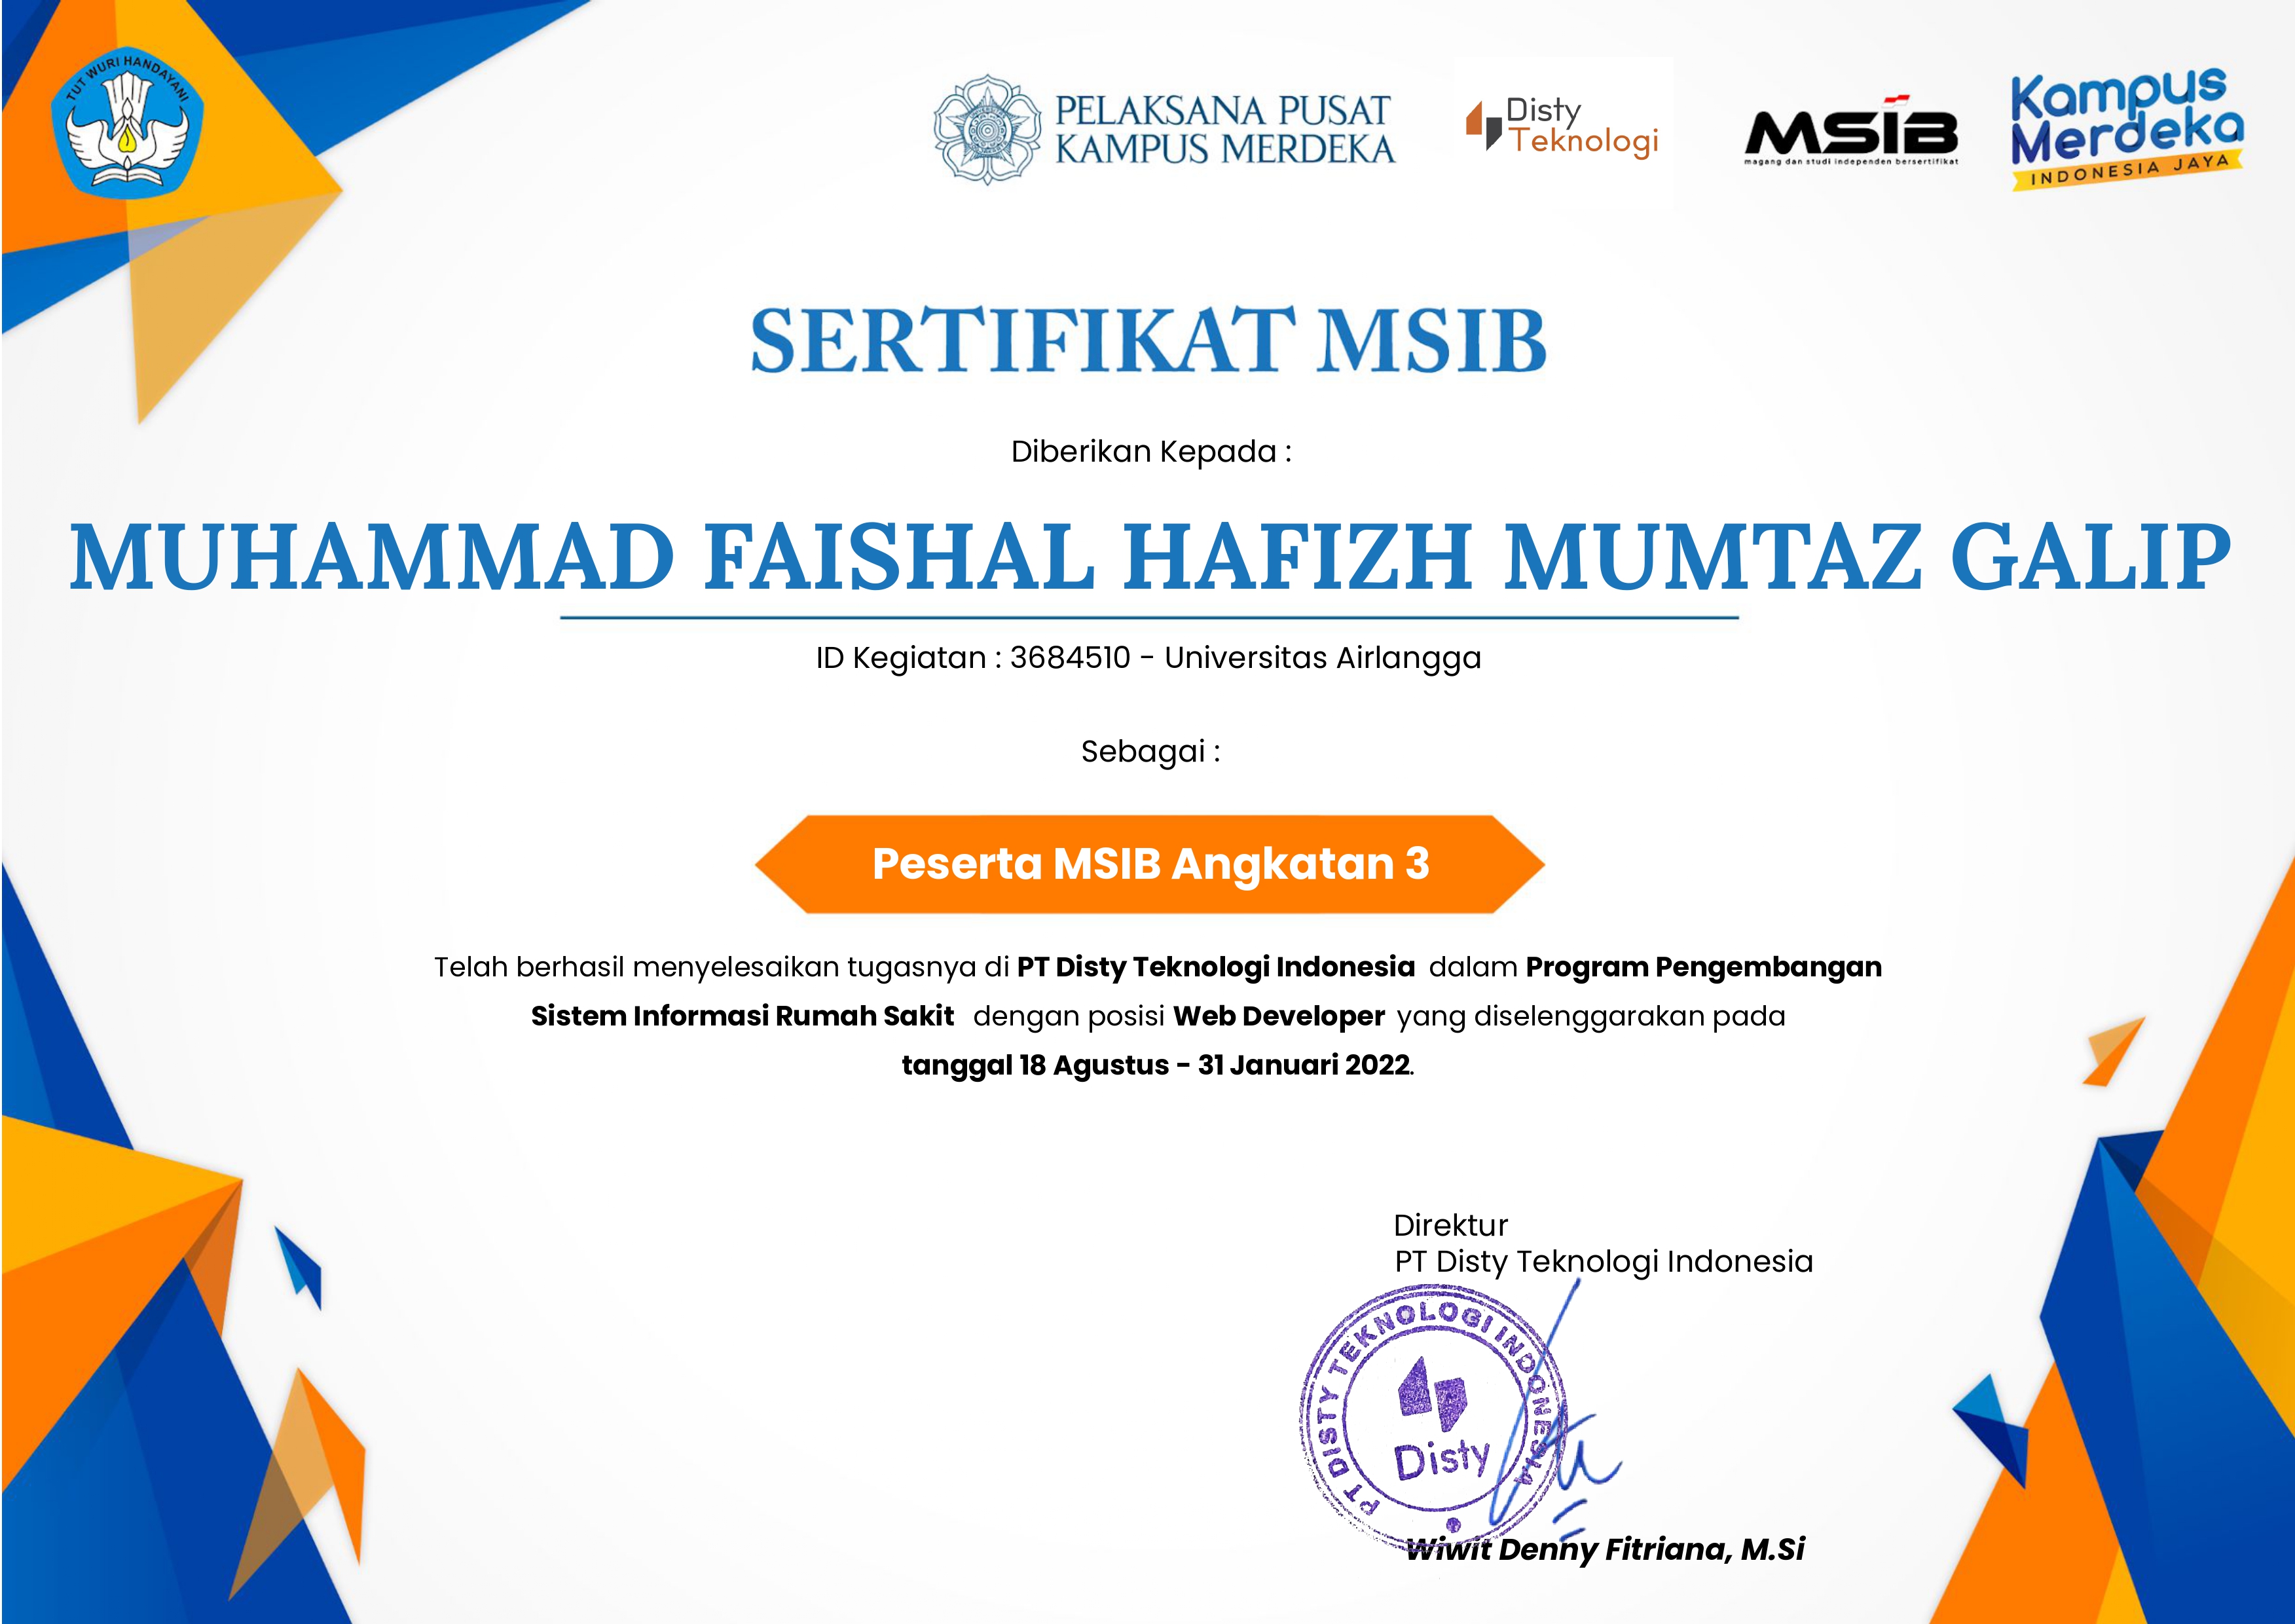 TUT WURI HANDAYANI
PELAKSANA PUSAT
KAMPUS MERDEKA
Disty
Teknologi
MSIB
magang dan studi independen bersertifikat
Kampus
Merdeka
INDONESIA JAYA
SERTIFIKAT MSIB
Diberikan Kepada :
MUHAMMAD FAISHAL HAFIZH MUMTAZ GALIP
ID Kegiatan : 3684510 - Universitas Airlangga
Sebagai :
Peserta MSIB Angkatan 3
Telah berhasil menyelesaikan tugasnya di PT Disty Teknologi Indonesia dalam Program Pengembangan
Sistem Informasi Rumah Sakit dengan posisi Web Developer yang diselenggarakan pada
tanggal 18 Agustus - 31 Januari 2022.
Direktur
PT Disty Teknologi Indonesia
PT DISTY TEKNOLOGI INDONESIA
Disty
Wiwit Denny Fitriana, M.Si